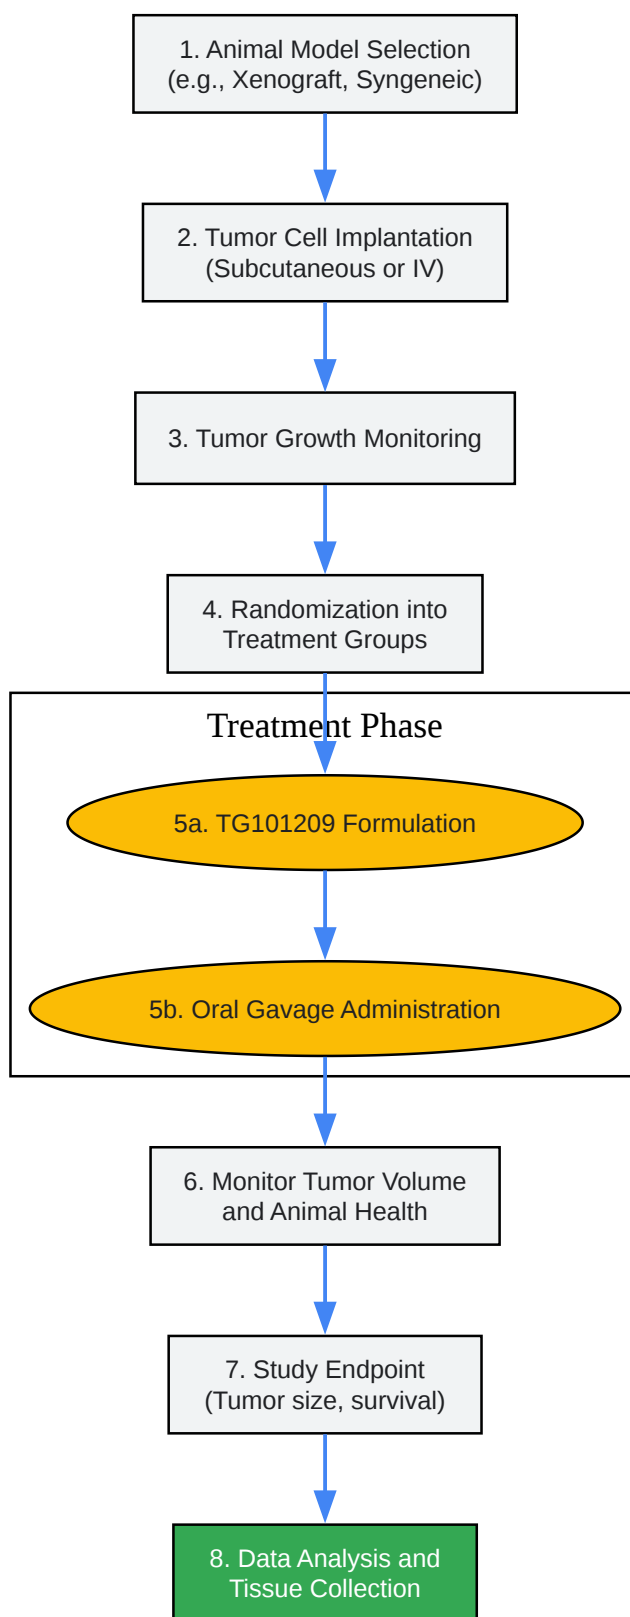 1. Animal Model Selection
(e.g., Xenograft, Syngeneic)
2. Tumor Cell Implantation
(Subcutaneous or IV)
3. Tumor Growth Monitoring
4. Randomization into
Treatment Groups
Treatment Phase
5a. TG101209 Formulation
5b. Oral Gavage Administration
6. Monitor Tumor Volume
and Animal Health
7. Study Endpoint
(Tumor size, survival)
8. Data Analysis and
Tissue Collection